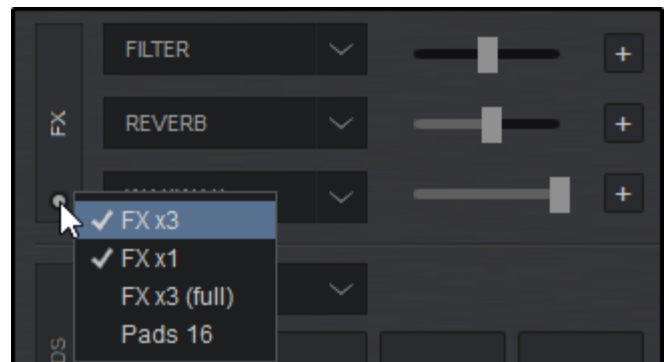 FILTER
+
FX
REVERB
+
+
FX x3
FX x1
FX x3 (full)
Pads 16